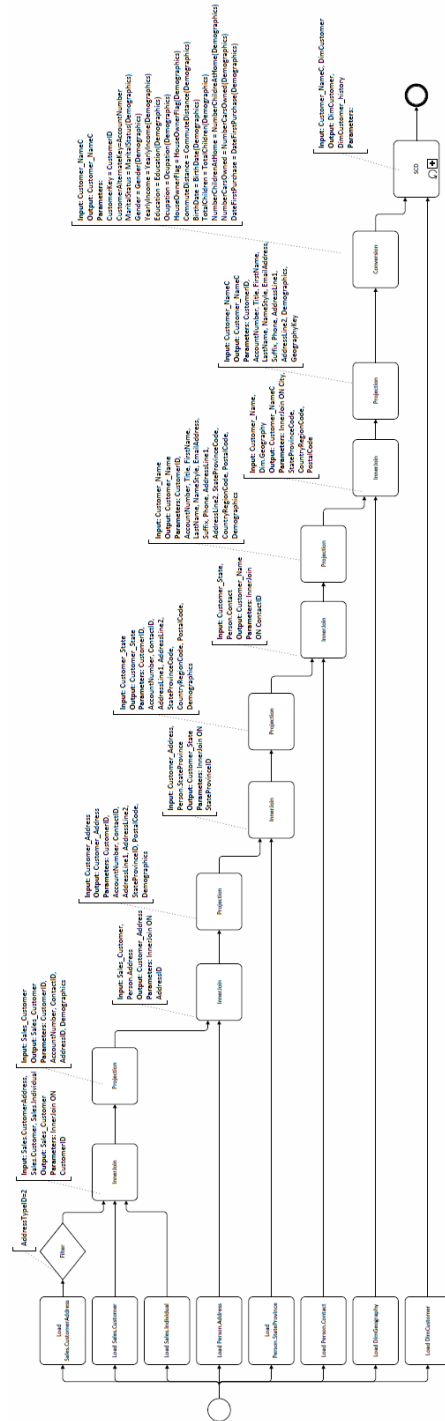 Load
Sales.CustomerAddress
Load Sales.Customer
Load Sales.Individual
Load Person.Address
Load
Person.StateProvince
Load Person.Contact
Load DimGeography
Load DimCustomer
Filter
AddressTypeID=2
InnerJoin
Input: Sales.CustomerAddress,
Sales.Customer, Sales.Individual
Output: Sales_Customer
Parameters: InnerJoin ON
CustomerID
Projection
Input: Sales_Customer
Output: Sales_Customer
Parameters: CustomerID,
AccountNumber, ContactID,
AddressID, Demographics
InnerJoin
Input: Sales_Customer,
Person.Address
Output: Customer_Address
Parameters: InnerJoin ON
AddressID
Projection
Input: Customer_Address
Output: Customer_Address
Parameters: CustomerID,
AccountNumber, ContactID,
AddressLine1, AddressLine2,
StateProvinceID, PostalCode,
Demographics
InnerJoin
Input: Customer_Address,
Person.StateProvince
Output: Customer_State
Parameters: InnerJoin ON
StateProvinceID
Projection
Input: Customer_State
Output: Customer_State
Parameters: CustomerID,
AccountNumber, ContactID,
AddressLine1, AddressLine2,
StateProvinceCode,
CountryRegionCode, PostalCode,
Demographics
InnerJoin
Input: Customer_State,
Person.Contact
Output: Customer_Name
Parameters: InnerJoin
ON ContactID
Projection
Input: Customer_Name
Output: Customer_Name
Parameters: CustomerID,
AccountNumber, Title, FirstName,
LastName, NameStyle, EmailAddress,
Suffix, Phone, AddressLine1,
AddressLine2, StateProvinceCode,
CountryRegionCode, PostalCode,
Demographics
InnerJoin
Input: Customer_Name,
Dim.Geography
Output: Customer_NameC
Parameters: InnerJoin ON City,
StateProvinceCode,
CountryRegionCode,
PostalCode
Projection
Input: Customer_NameC
Output: Customer_NameC
Parameters: CustomerID,
AccountNumber, Title, FirstName,
LastName, NameStyle, EmailAddress,
Suffix, Phone, AddressLine1,
AddressLine2, Demographics,
GeographyKey
Conversion
Input: Customer_NameC
Output: Customer_NameC
Parameters:
CustomerKey = CustomerID
CustomerAlternateKey=AccountNumber
MaritalStatus = MaritalStatus(Demographics)
Gender = Gender(Demographics)
YearlyIncome = YearlyIncome(Demographics)
Education = Education(Demographics)
Ocupation = Ocupation(Demographics)
HouseOwnerFlag = HouseOwnerFlag(Demographics)
CommuteDistance = CommuteDistance(Demographics)
BirthDate = BirthDate(Demographics)
TotalChildren = TotalChildren(Demographics)
NumberChildrenAtHome = NumberChildrenAtHome(Demographics)
NumberCarsOwned = NumberCarsOwned(Demographics)
DateFirstPurchase = DateFirstPurchase(Demographics)
SCD
Input: Customer_NameC, DimCustomer
Output: DimCustomer,
DimCustomer_history
Parameters: